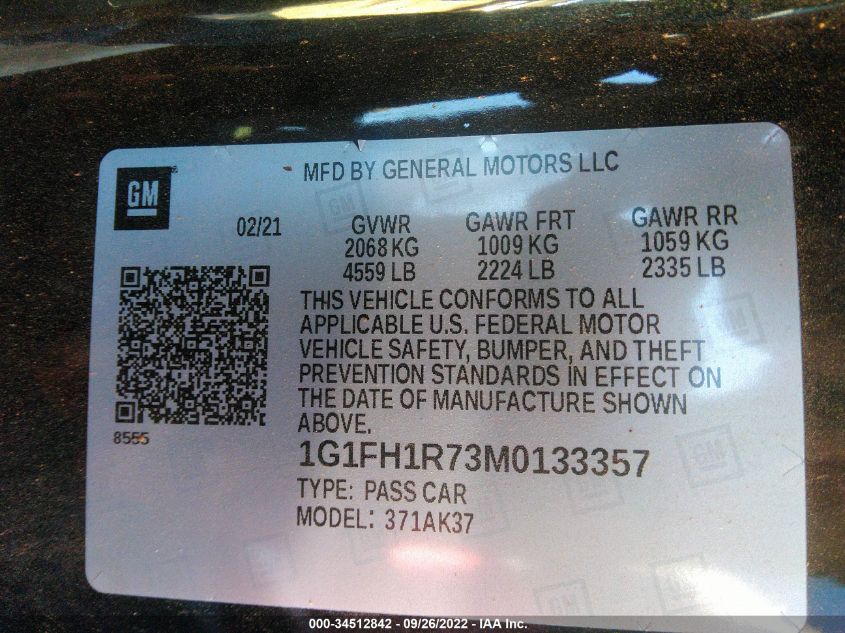 MFD BY GENERAL MOTORS LLC
GM
02/21 GVWR GAWR FRT GAWR RR
2068 KG 1009 KG 1059 KG
4559 LB 2224 LB 2335 LB
THIS VEHICLE CONFORMS TO ALL
APPLICABLE U.S. FEDERAL MOTOR
VEHICLE SAFETY, BUMPER, AND THEFT
PREVENTION STANDARDS IN EFFECT ON
THE DATE OF MANUFACTURE SHOWN
ABOVE.
8555
1G1FH1R73M0133357
TYPE: PASS CAR
MODEL: 371AK37
000-34512842 - 09/26/2022 - IAA Inc.